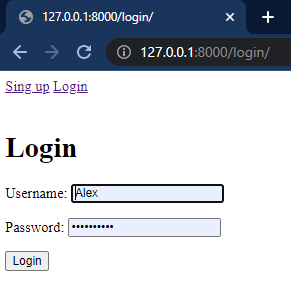 127.0.0.1:8000/login/
127.0.0.1:8000/login/
Sing up Login
Login
Username: Alex
Password: ••••••••••
Login